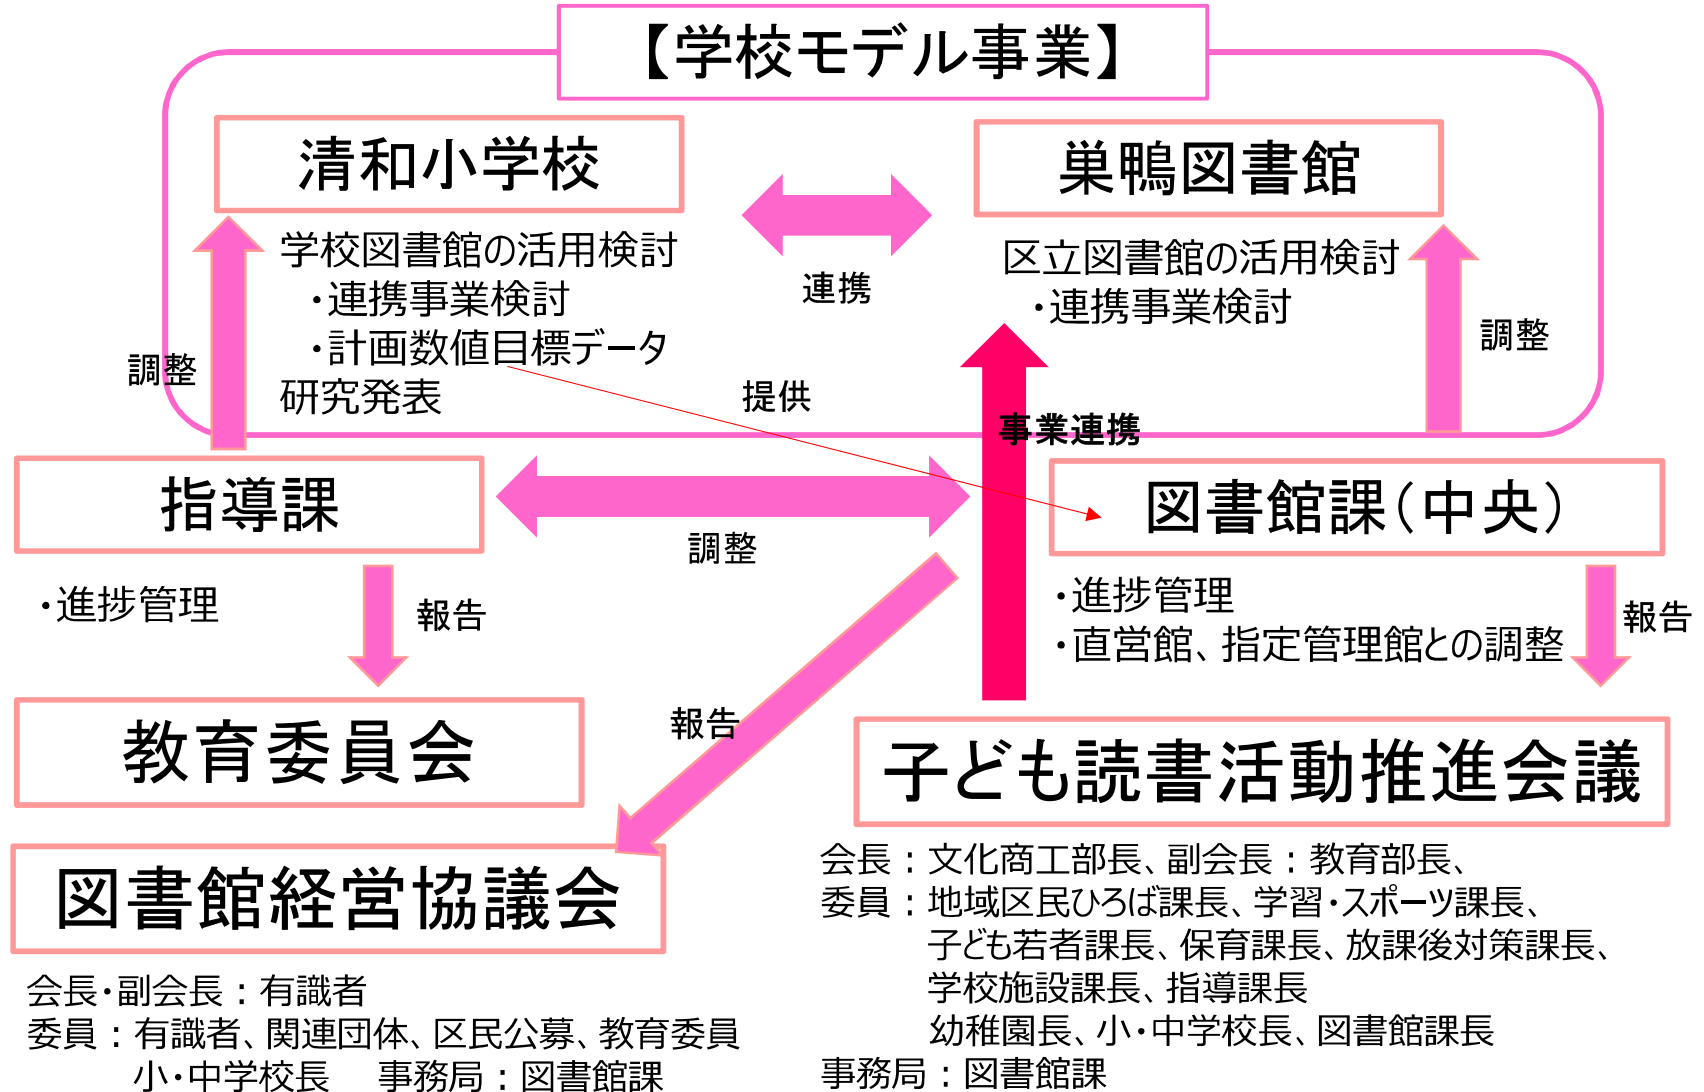 【学校モデル事業】
清和小学校
巣鴨図書館
学校図書館の活用検討
・連携事業検討
・計画数値目標データ
研究発表
連携
区立図書館の活用検討
・連携事業検討
調整
調整
提供
事業連携
指導課
図書館課（中央）
調整
・進捗管理
報告
・進捗管理
・直営館、指定管理館との調整
報告
報告
教育委員会
子ども読書活動推進会議
図書館経営協議会
会長・副会長：有識者
委員：有識者、関連団体、区民公募、教育委員
小・中学校長　事務局：図書館課
会長：文化商工部長、副会長：教育部長、
委員：地域区民ひろば課長、学習・スポーツ課長、
子ども若者課長、保育課長、放課後対策課長、
学校施設課長、指導課長
幼稚園長、小・中学校長、図書館課長
事務局：図書館課